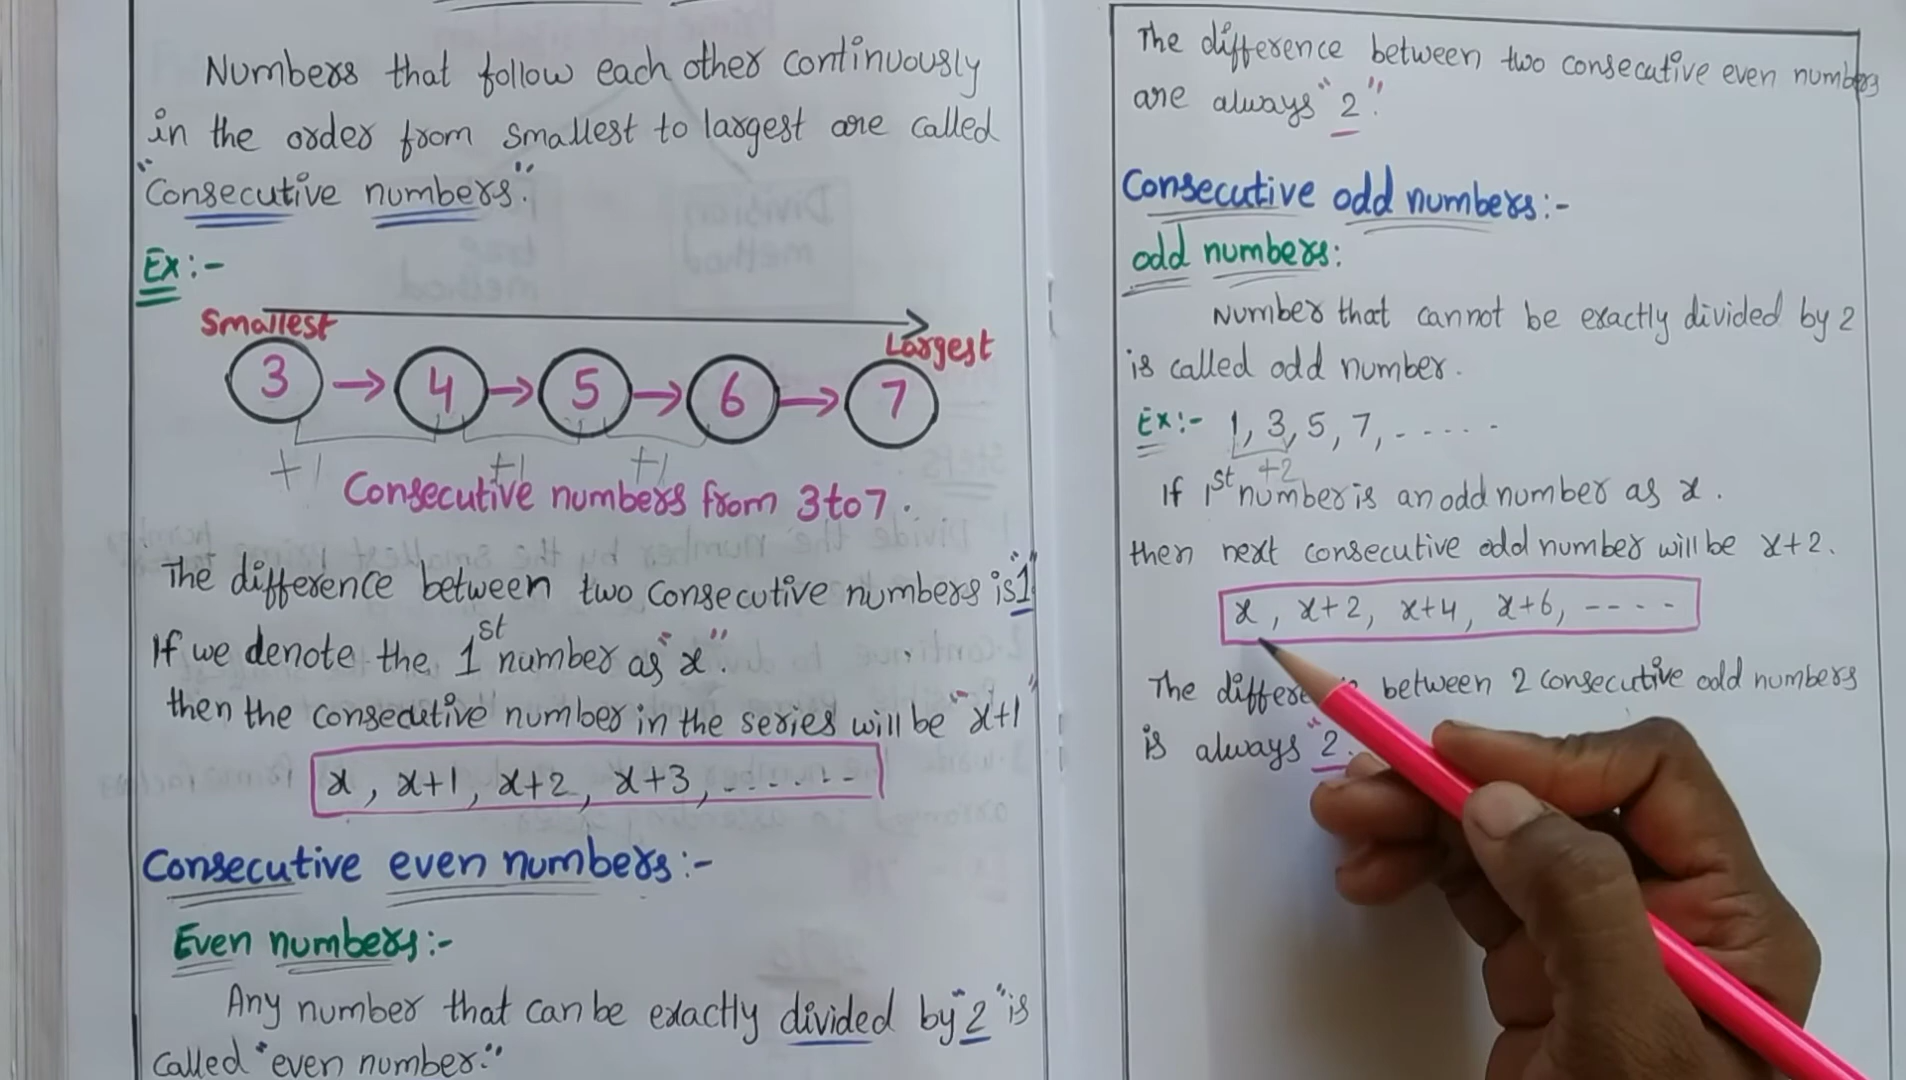 Numbers that follow each other continuously
in the order from smallest to largest are called
"Consecutive numbers".
Ex:-
Smallest
Largest
3 → 4 → 5 → 6 → 7
+1 +1 +1
Consecutive numbers from 3 to 7.
The difference between two consecutive numbers is "1"
If we denote the 1st number as "x".
then the consecutive number in the series will be "x+1"
x, x+1, x+2, x+3, .......
Consecutive even numbers:-
Even numbers:-
Any number that can be exactly divided by "2" is
called "even number."
The difference between two consecutive even numbers
are always "2".
Consecutive odd numbers:-
odd numbers:
Number that cannot be exactly divided by 2
is called odd number.
Ex:- 1, 3, 5, 7, -----
+2
If 1st number is an odd number as x.
then next consecutive odd number will be x+2.
x, x+2, x+4, x+6, ----
The differe between 2 consecutive odd numbers
is always "2.